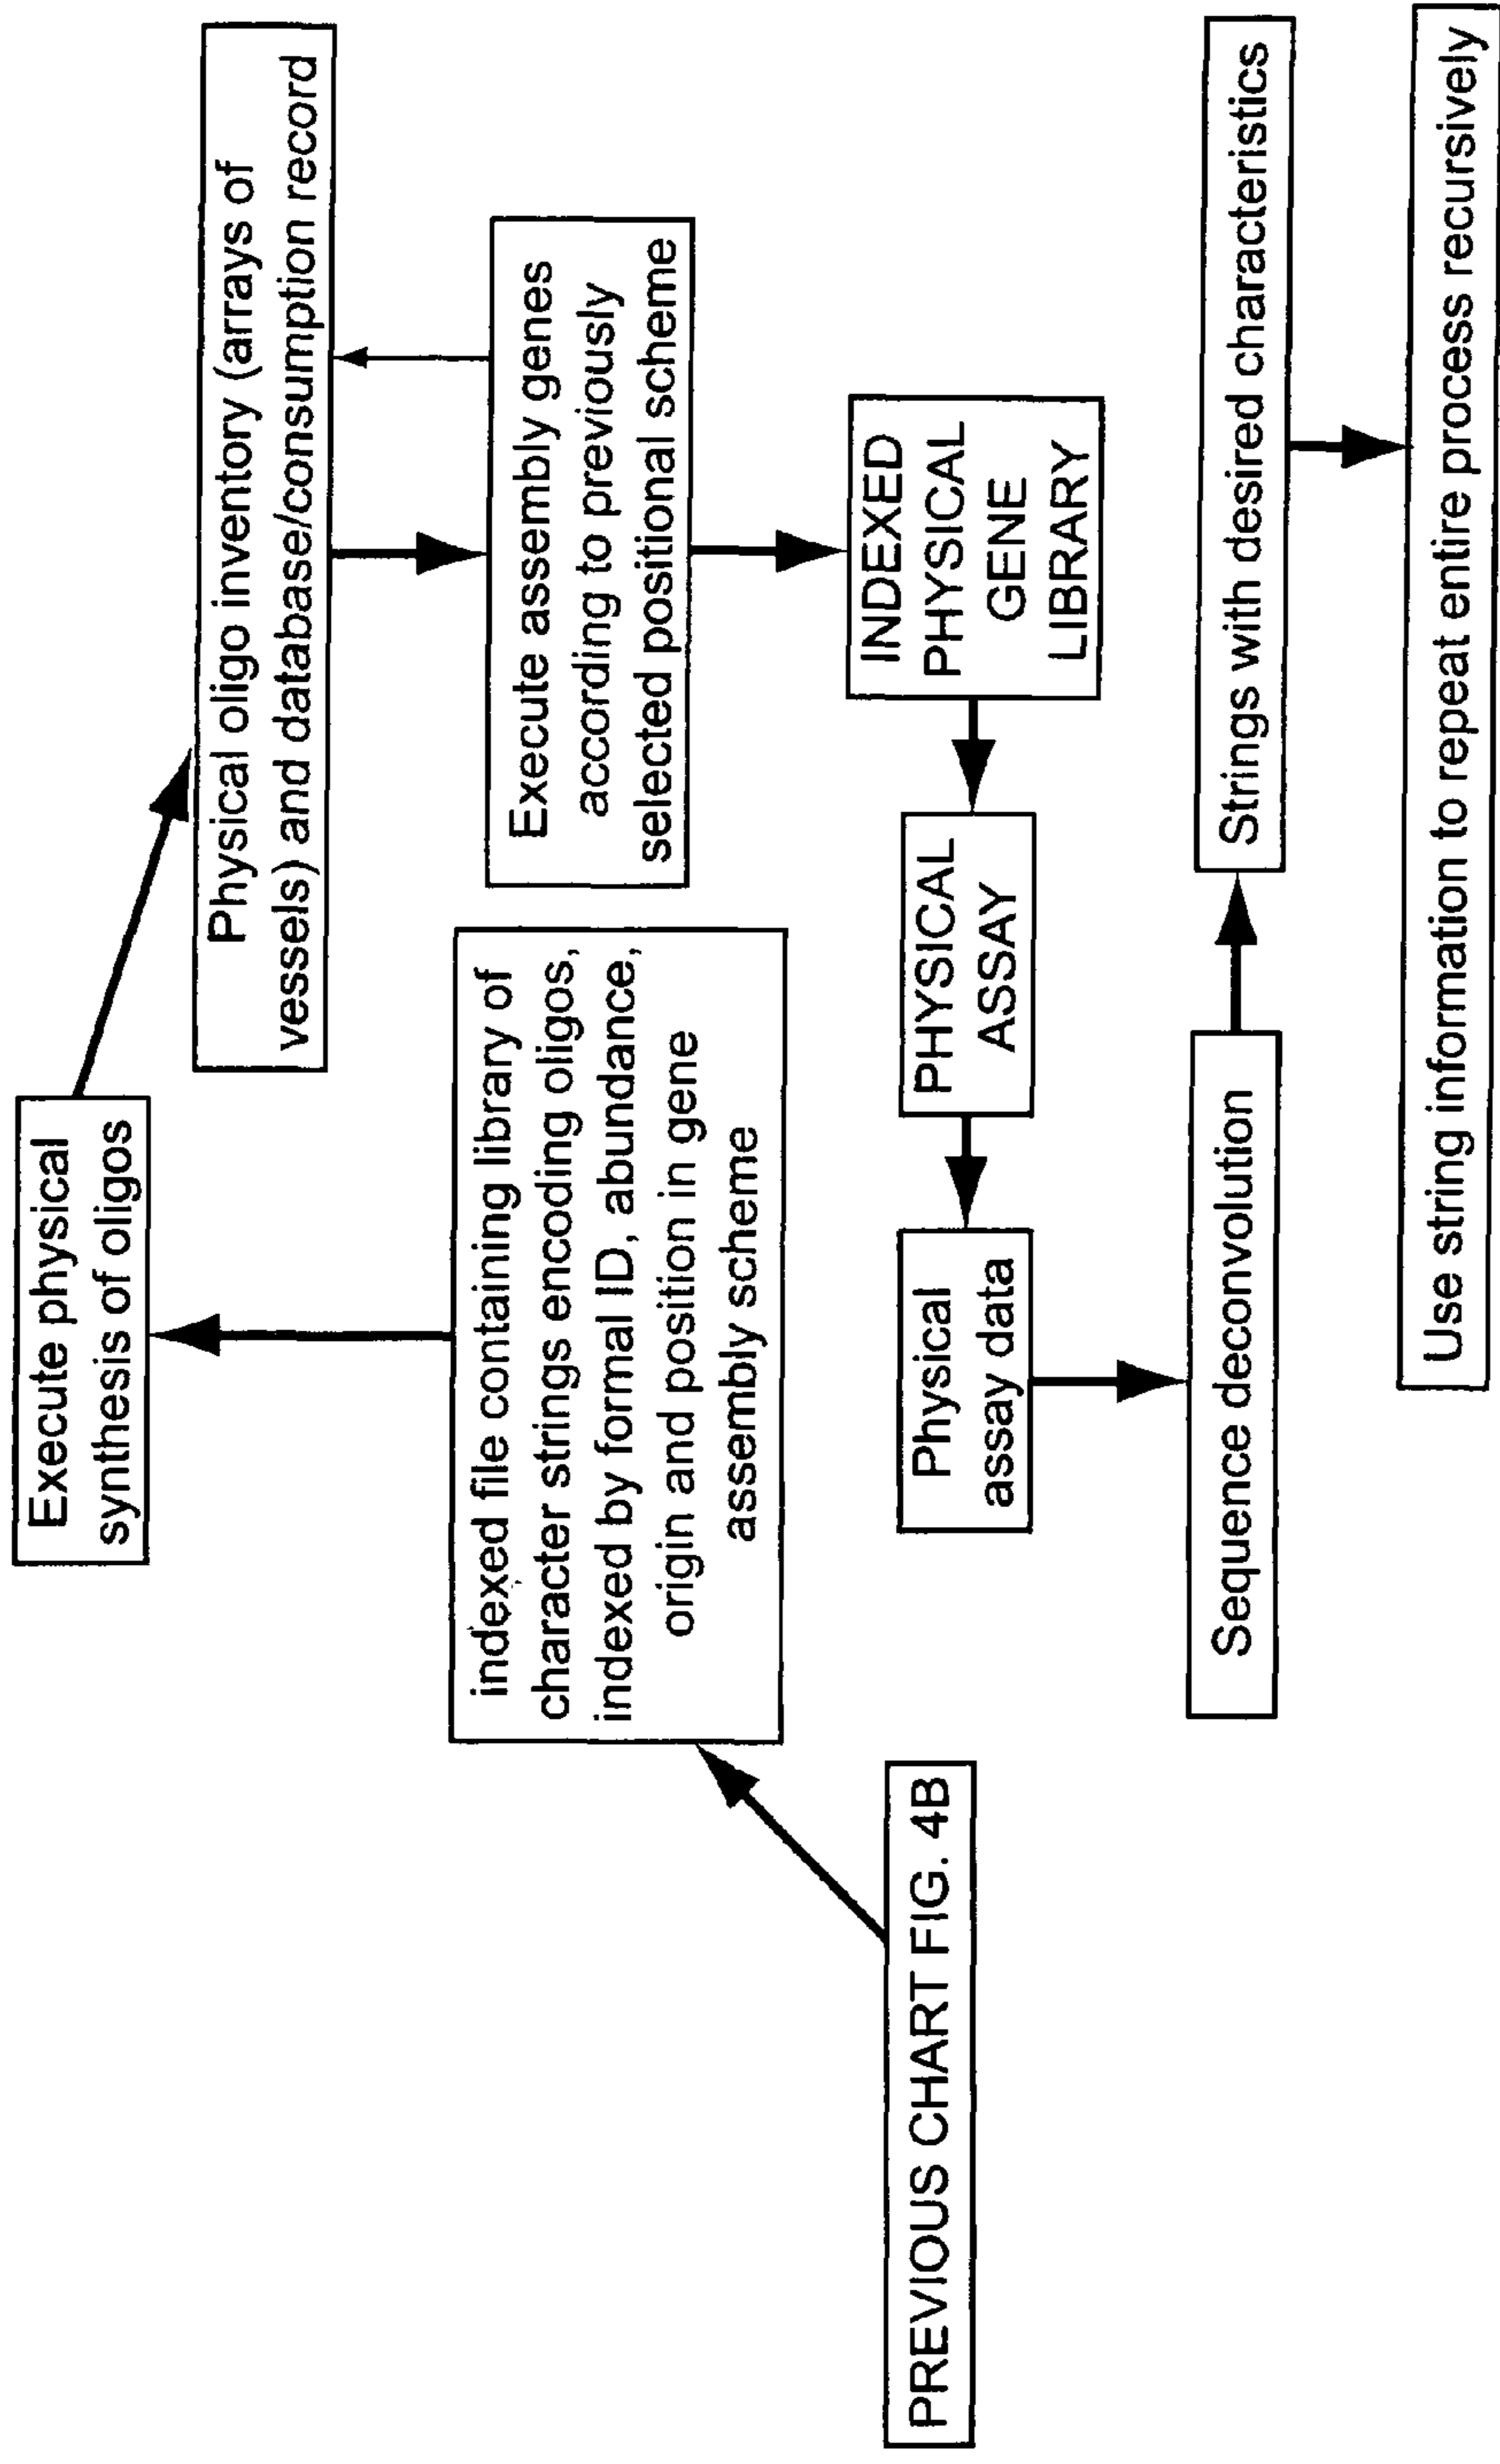 Execute physical
synthesis of oligos
Physical oligo inventory (arrays of
vessels) and database/consumption record
indexed file containing library of
character strings encoding oligos,
indexed by formal ID, abundance,
origin and position in gene
assembly scheme
Execute assembly genes
according to previously
selected positional scheme
PREVIOUS CHART FIG. 4B
INDEXED
PHYSICAL
GENE
LIBRARY
PHYSICAL
ASSAY
Physical
assay data
Sequence deconvolution
Strings with desired characteristics
Use string information to repeat entire process recursively